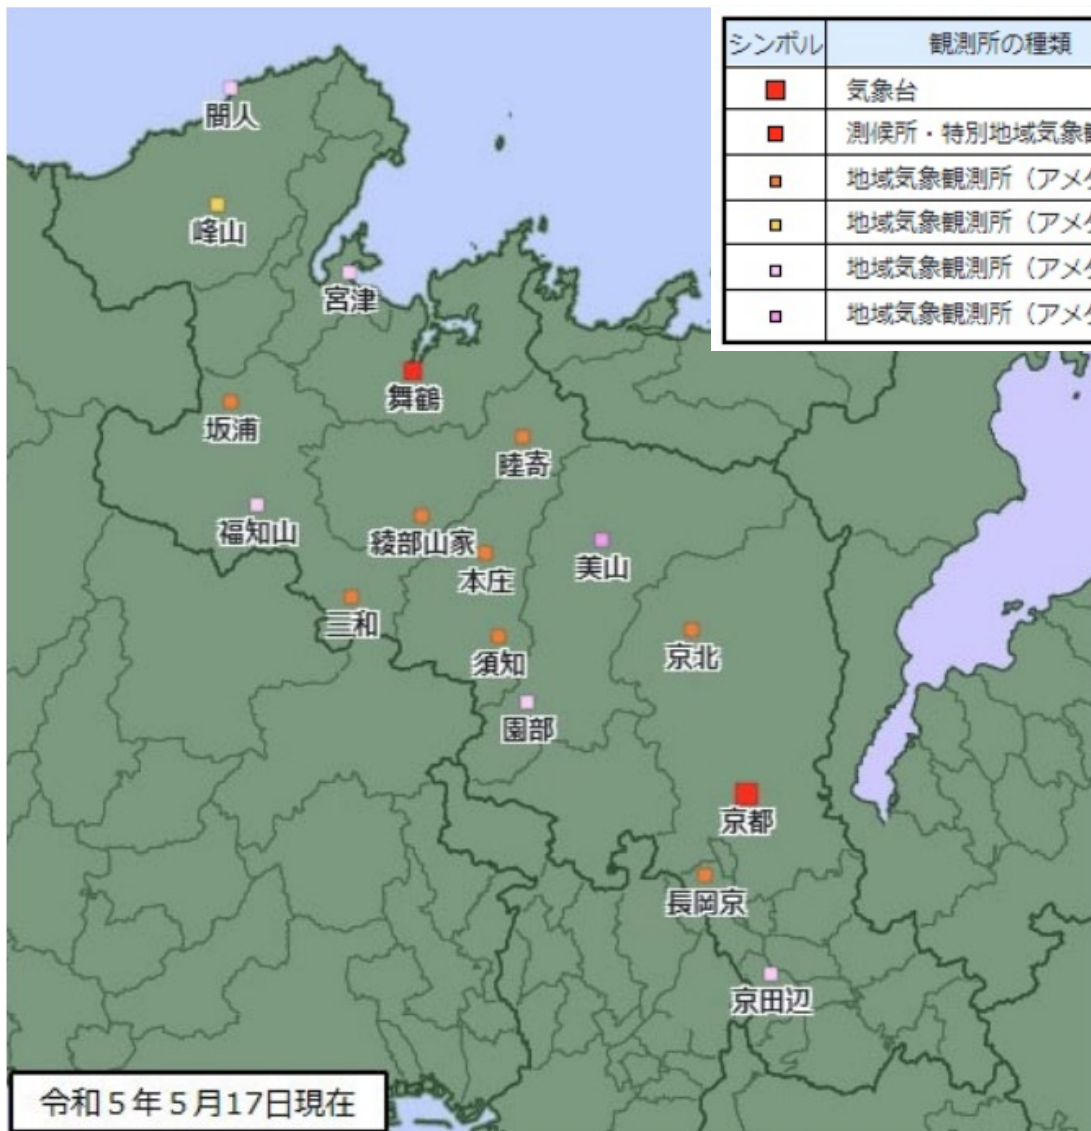 シンボル 観測所の種類
気象台
測候所・特別地域気象観
地域気象観測所（アメダ
地域気象観測所（アメダ
地域気象観測所（アメダ
地域気象観測所（アメダ
間人
峰山
宮津
舞鶴
坂浦
睦寄
福知山
綾部山家
本庄
美山
三和
須知
京北
園部
京都
長岡京
京田辺
令和５年５月17日現在